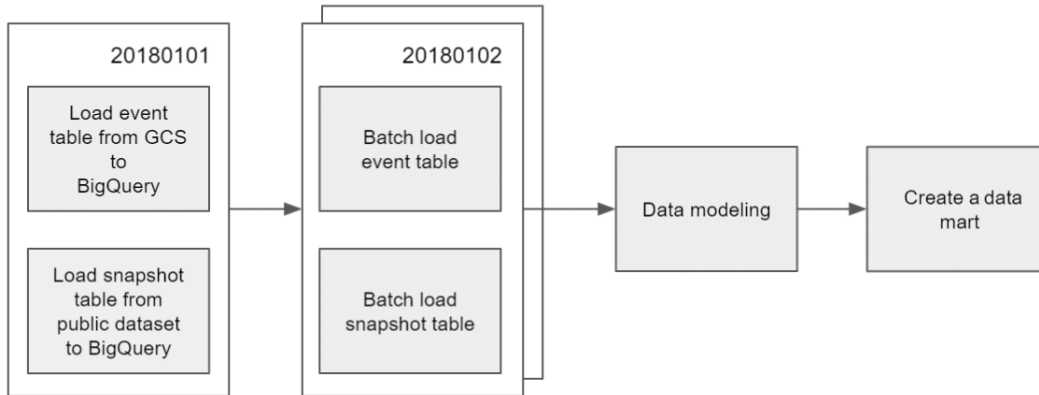 20180101
Load event
table from GCS
to
BigQuery
Load snapshot
table from
public dataset
to BigQuery
20180102
Batch load
event table
Batch load
snapshot table
Data modeling
Create a data
mart